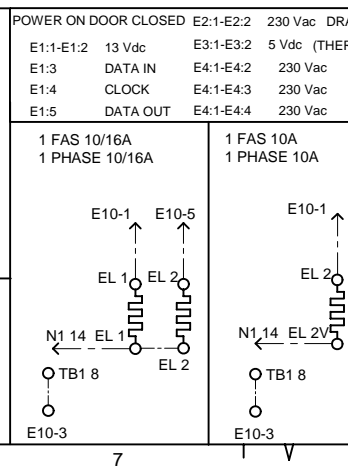 POWER ON DOOR CLOSED E2:1-E2:2 230 Vac
E1:1-E1:2 13 Vdc E3:1-E3:2 5 Vdc
E1:3 DATA IN E4:1-E4:2 230 Vac
E1:4 CLOCK E4:1-E4:3 230 Vac
E1:5 DATA OUT E4:1-E4:4 230 Vac
1 FAS 10/16A
1 PHASE 10/16A
E10-1 E10-5
EL 1 EL 2
N1 14 EL 1
EL 2
TB1 8
E10-3
1 FAS 10A
1 PHASE 10A
E10-1
EL 2
N1 14 EL 2V
TB1 8
E10-3
7